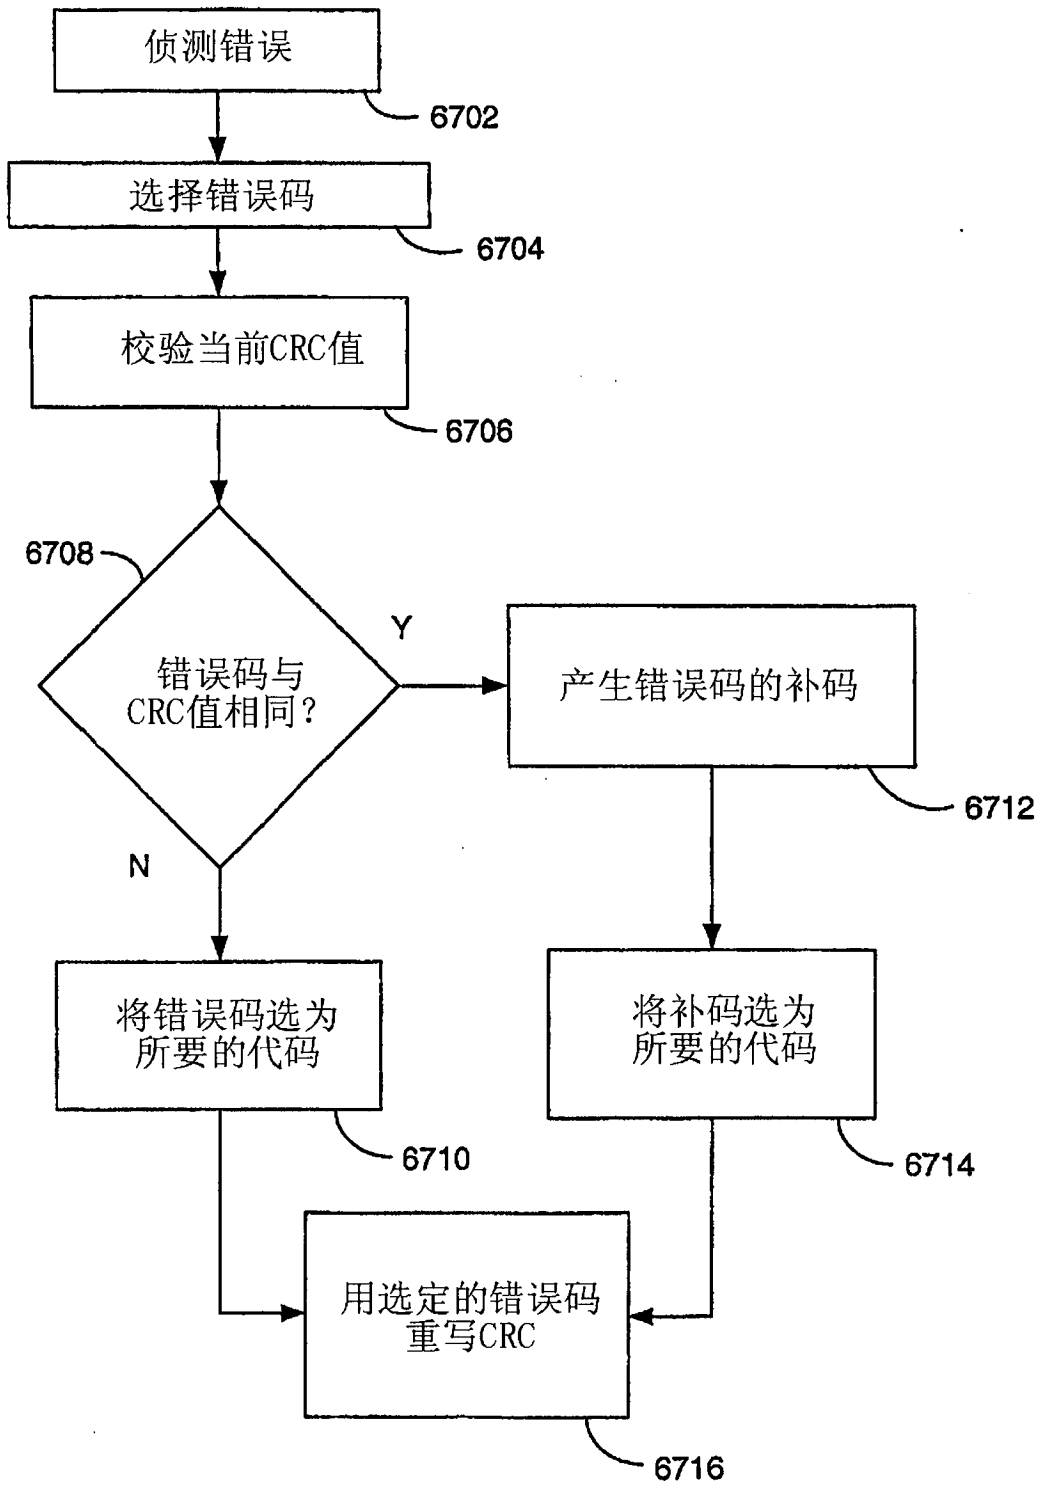 侦测错误
6702
选择错误码
6704
校验当前CRC值
6706
6708
错误码与
CRC值相同?
Y
产生错误码的补码
6712
N
将错误码选为
所要的代码
6710
将补码选为
所要的代码
6714
用选定的错误码
重写CRC
6716